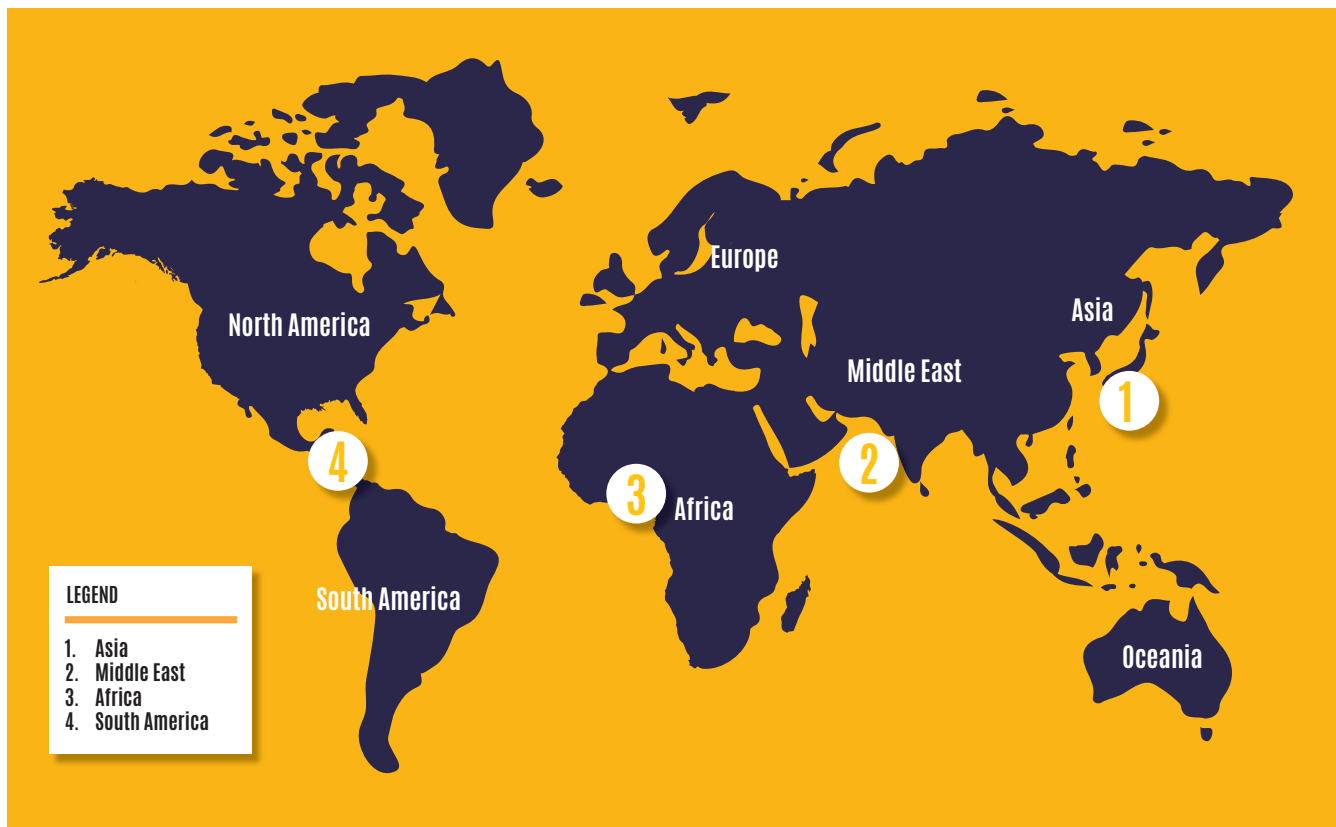 Europe
North America
Asia
Middle East
1
4
2
3
Africa
LEGEND
South America
1. Asia
2. Middle East
3. Africa
4. South America
Oceania